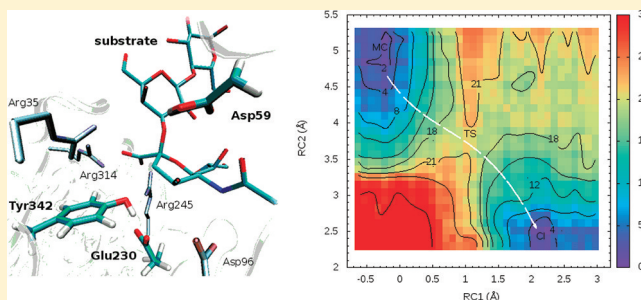 substrate
Asp59
Arg35
Arg314
Tyr342
Arg245
Glu230
Asp96
5.5
5
4.5
4
3.5
3
2.5
2
RC2 (Å)
MC
2
4
8
18
21
21
TS
18
12
4
CI
-0.5 0 0.5 1 1.5 2 2.5 3
RC1 (Å)